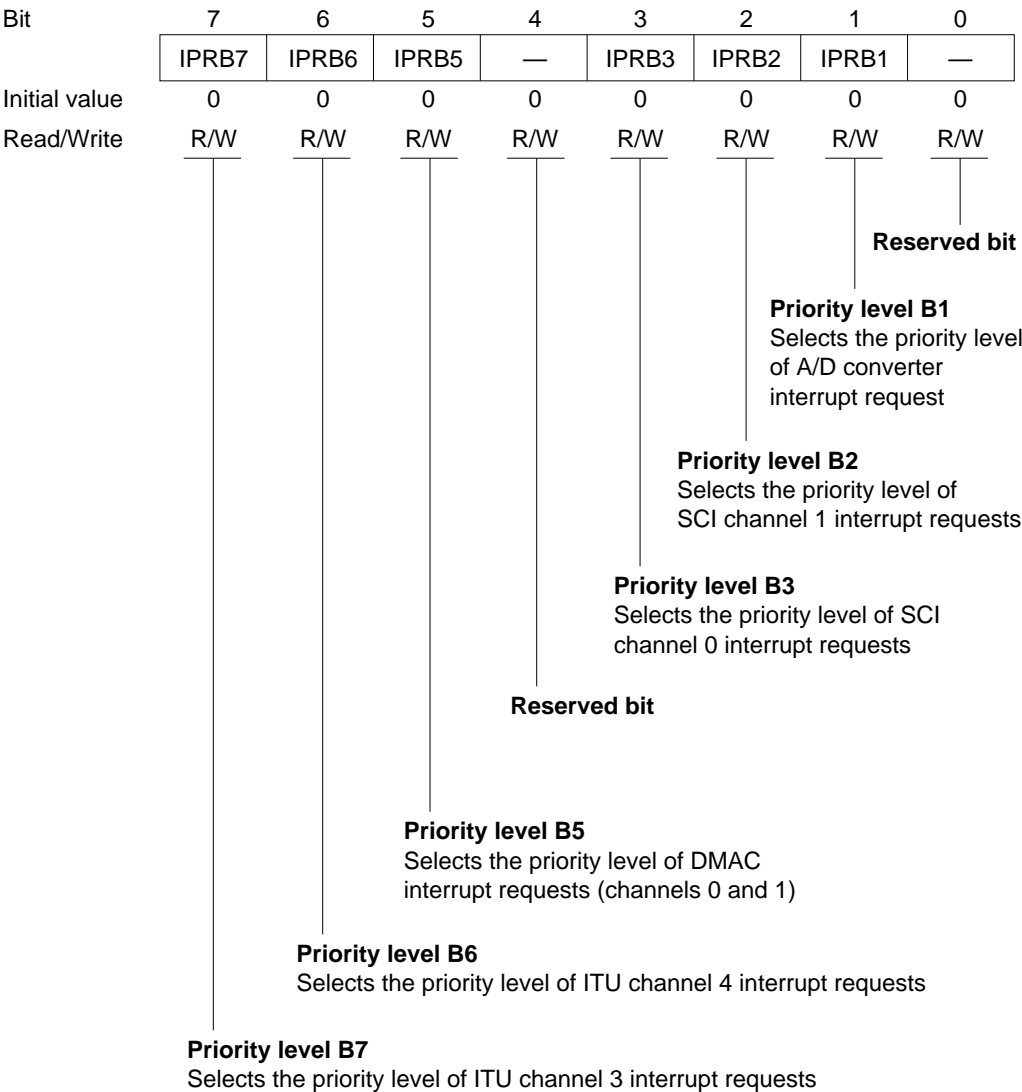 Bit 7 6 5 4 3 2 1 0
IPRB7 IPRB6 IPRB5 — IPRB3 IPRB2 IPRB1 —
Initial value 0 0 0 0 0 0 0 0
Read/Write R/W R/W R/W R/W R/W R/W R/W R/W
Reserved bit
Priority level B1
Selects the priority level
of A/D converter
interrupt request
Priority level B2
Selects the priority level of
SCI channel 1 interrupt requests
Priority level B3
Selects the priority level of SCI
channel 0 interrupt requests
Reserved bit
Priority level B5
Selects the priority level of DMAC
interrupt requests (channels 0 and 1)
Priority level B6
Selects the priority level of ITU channel 4 interrupt requests
Priority level B7
Selects the priority level of ITU channel 3 interrupt requests